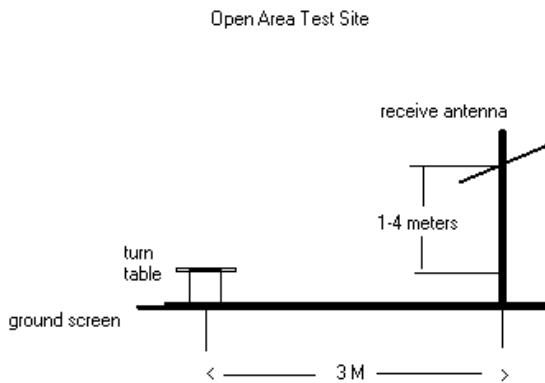 Open Area Test Site
receive antenna
1-4 meters
turn
table
ground screen
3 M